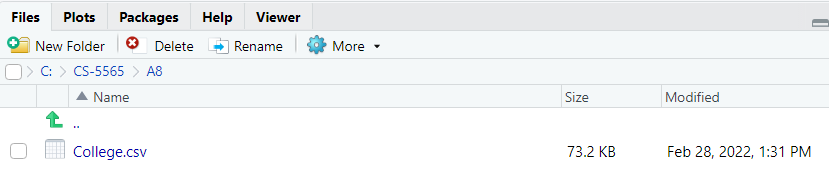 Files Plots Packages Help Viewer
New Folder Delete Rename More
C: CS-5565 A8
Name Size Modified
..
College.csv 73.2 KB Feb 28, 2022, 1:31 PM